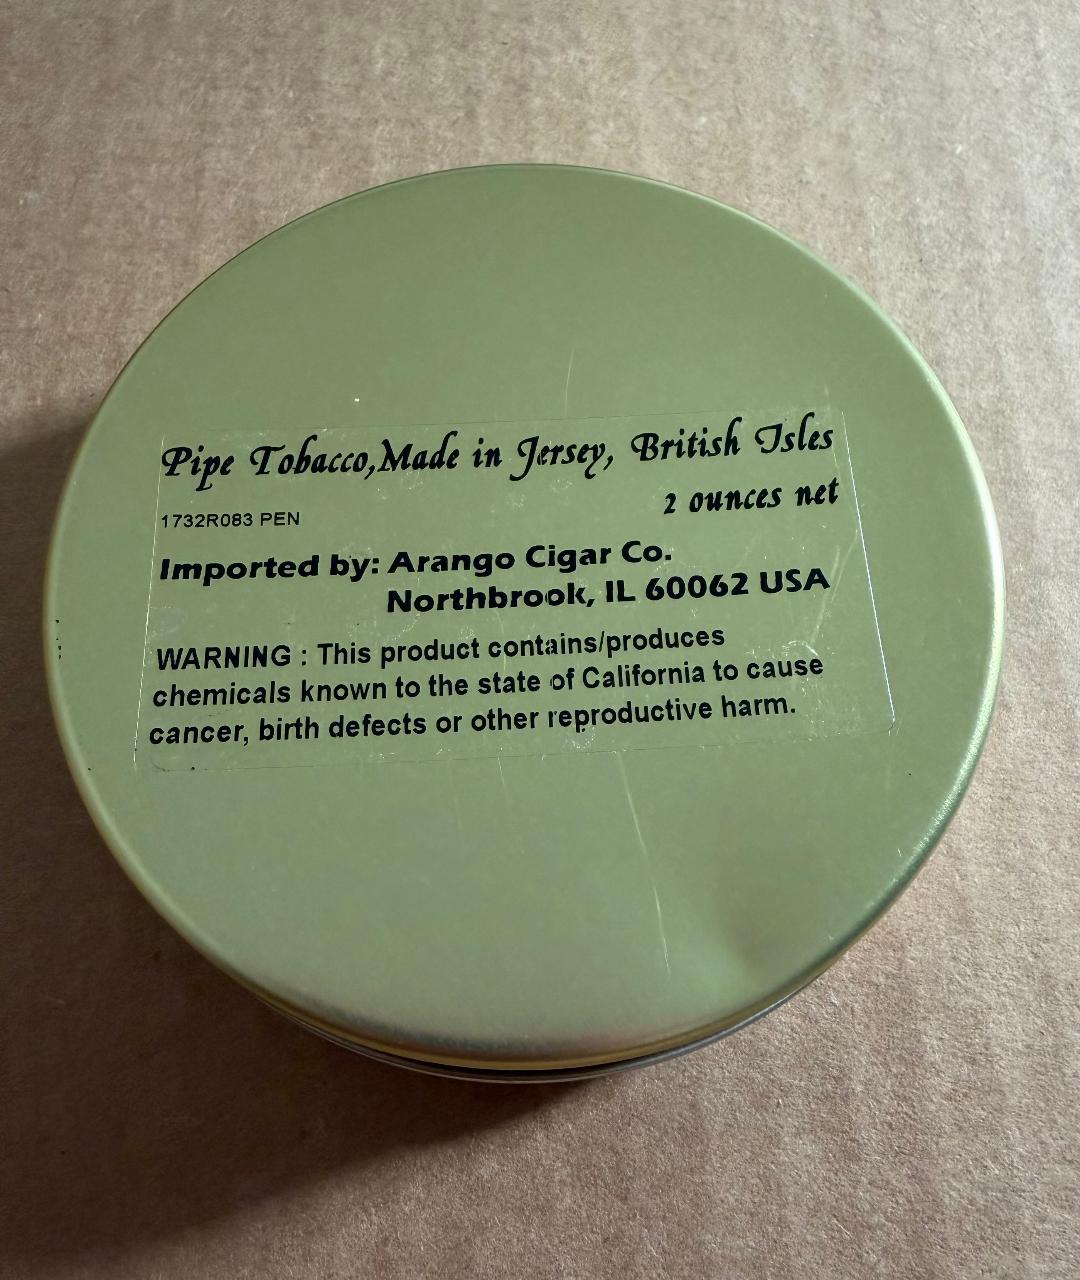 Pipe Tobacco,Made in Jersey, British Isles
2 ounces net
1732R083 PEN
Imported by: Arango Cigar Co.
Northbrook, IL 60062 USA
WARNING : This product contains/produces
chemicals known to the state of California to cause
cancer, birth defects or other reproductive harm.